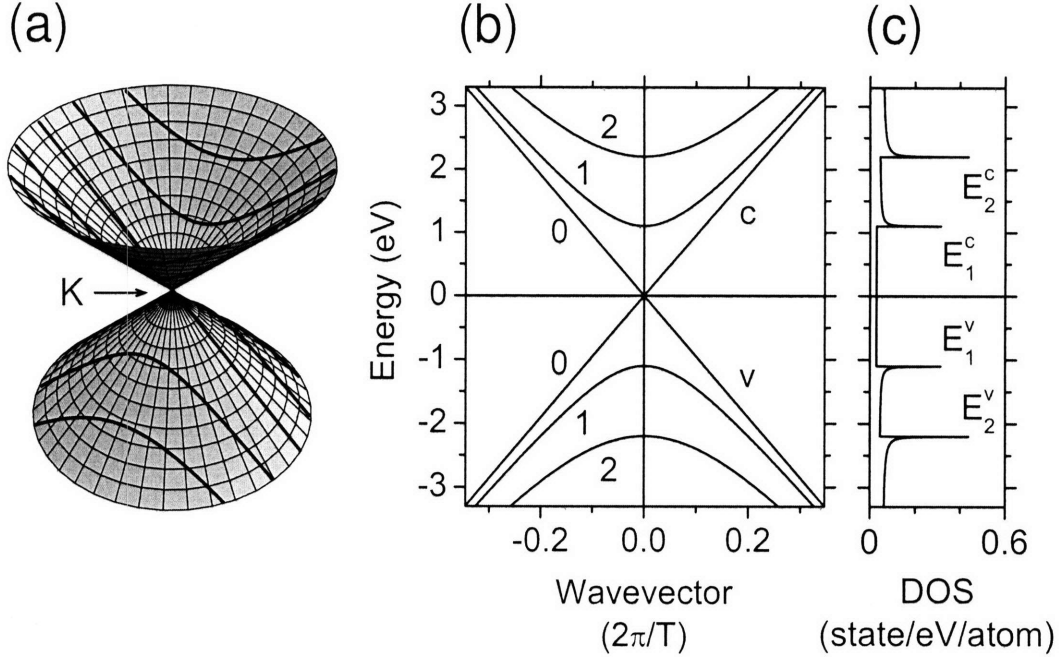 (a)
(b)
(c)
K
Energy (eV)
3
2
1
0
-1
-2
-3
2
1
0
c
0
1
2
v
-0.2
0.0
0.2
Wavevector
(2π/T)
E₂ᶜ
E₁ᶜ
E₁ᵛ
E₂ᵛ
0
0.6
DOS
(state/eV/atom)